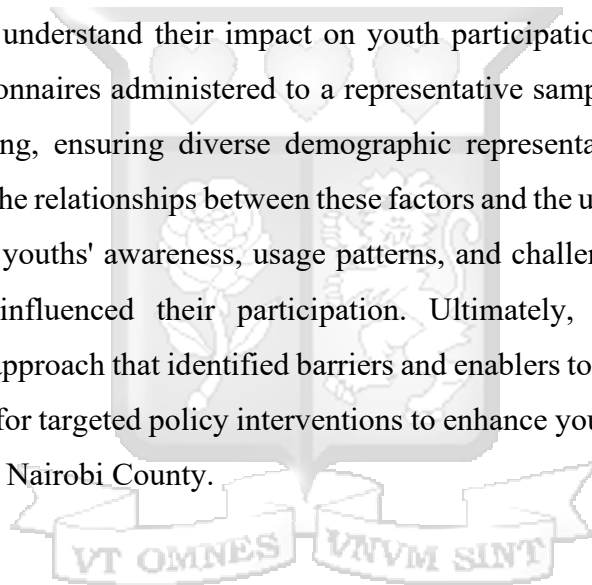 understand their impact on youth participatio
onnaires administered to a representative samp
ng, ensuring diverse demographic representa
he relationships between these factors and the u
youths' awareness, usage patterns, and challen
influenced their participation. Ultimately,
approach that identified barriers and enablers to
for targeted policy interventions to enhance you
Nairobi County.
VT OMNES VNVM SINT